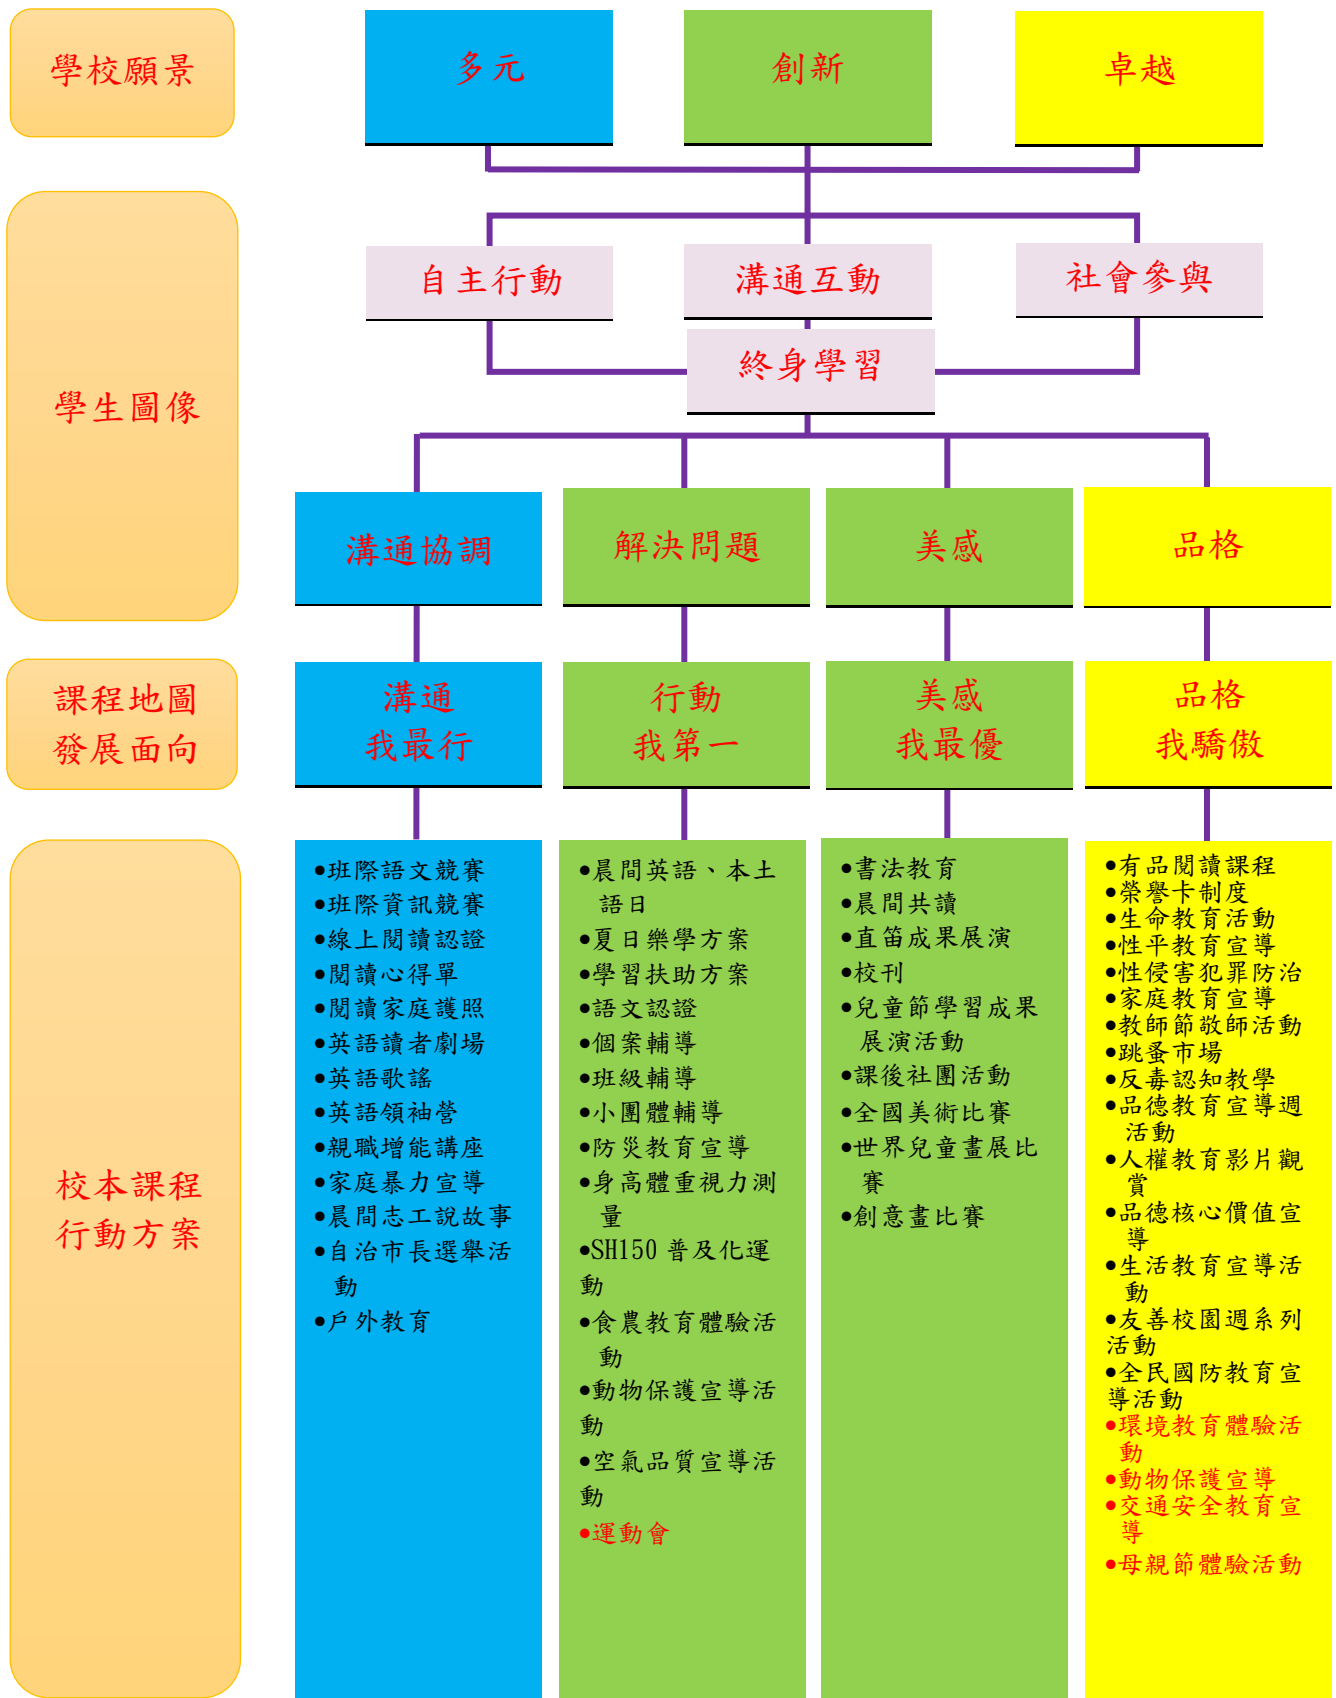 學校願景
多元
創新
卓越
學生圖像
自主行動
溝通互動
社會參與
終身學習
溝通協調
解決問題
美感
品格
課程地圖
發展面向
溝通
我最行
行動
我第一
美感
我最優
品格
我驕傲
校本課程
行動方案
•班際語文競賽
•班際資訊競賽
•線上閱讀認證
•閱讀心得單
•閱讀家庭護照
•英語讀者劇場
•英語歌謠
•英語領袖營
•親職增能講座
•家庭暴力宣導
•晨間志工說故事
•自治市長選舉活
動
•戶外教育
•晨間英語、本土
語日
•夏日樂學方案
•學習扶助方案
•語文認證
•個案輔導
•班級輔導
•小團體輔導
•防災教育宣導
•身高體重視力測
量
•SH150普及化運
動
•食農教育體驗活
動
•動物保護宣導活
動
•空氣品質宣導活
動
•運動會
•書法教育
•晨間共讀
•直笛成果展演
•校刊
•兒童節學習成果
展演活動
•課後社團活動
•全國美術比賽
•世界兒童畫展比
賽
•創意畫比賽
•有品閱讀課程
•榮譽卡制度
•生命教育活動
•性平教育宣導
•性侵害犯罪防治
•家庭教育宣導
•教師節敬師活動
•跳蚤市場
•反毒認知教學
•品德教育宣導週
活動
•人權教育影片觀
賞
•品德核心價值宣
導
•生活教育宣導活
動
•友善校園週系列
活動
•全民國防教育宣
導活動
•環境教育體驗活
動
•動物保護宣導
•交通安全教育宣
導
•母親節體驗活動